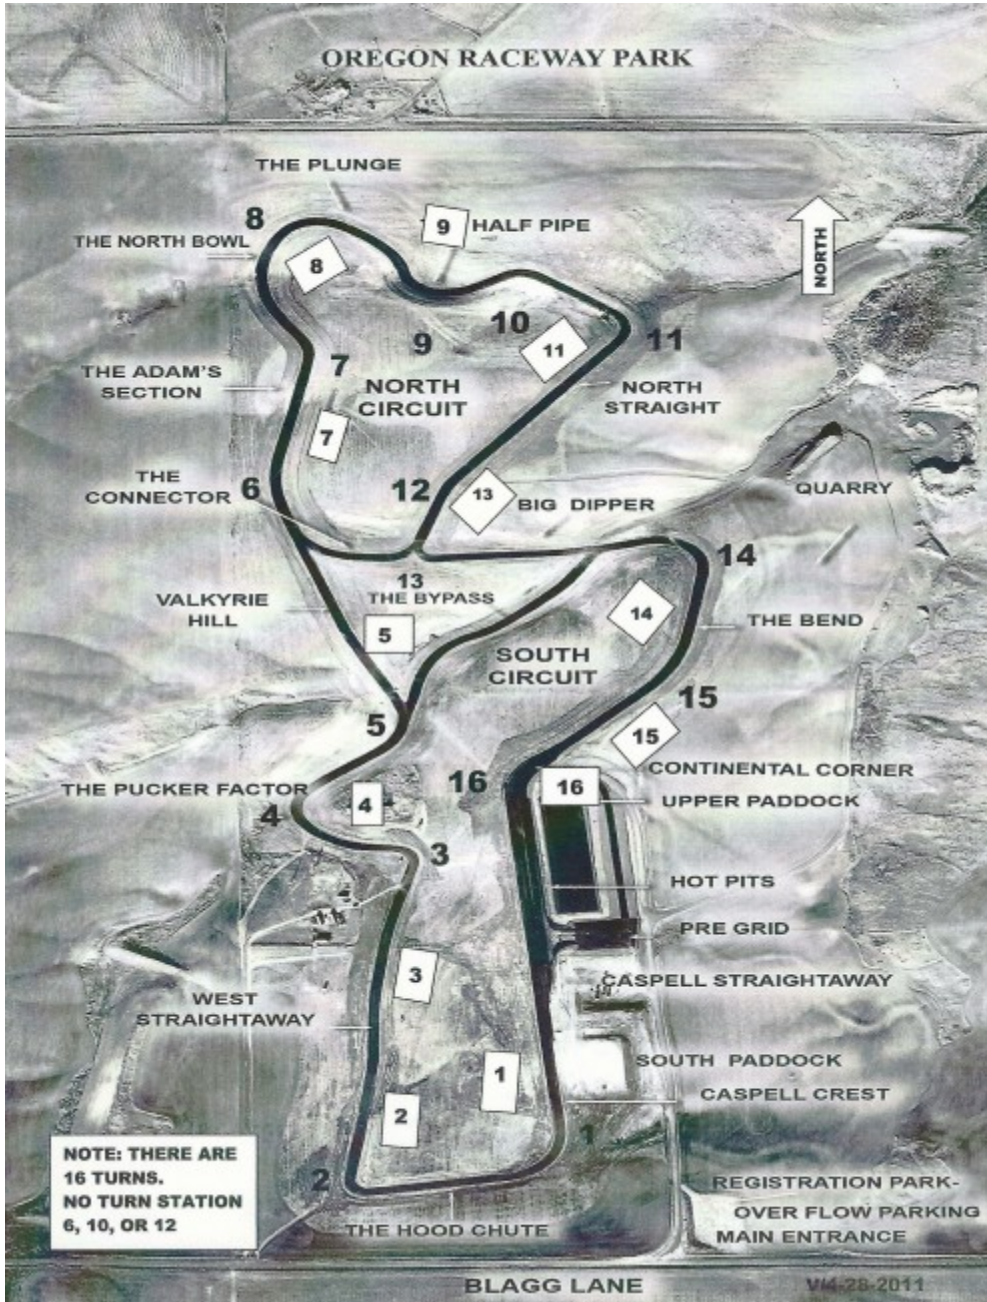 OREGON RACEWAY PARK
THE PLUNGE
8
9
HALF PIPE
THE NORTH BOWL
NORTH
8
10
9
11
11
7
THE ADAM'S
SECTION
NORTH
CIRCUIT
NORTH
STRAIGHT
7
THE
CONNECTOR
6
12
13
BIG DIPPER
QUARRY
14
13
THE BYPASS
VALKYRIE
HILL
5
14
THE BEND
SOUTH
CIRCUIT
15
5
15
CONTINENTAL CORNER
THE PUCKER FACTOR
16
16
UPPER PADDOCK
4
4
3
HOT PITS
PRE GRID
3
CASPELL STRAIGHTAWAY
WEST
STRAIGHTAWAY
1
SOUTH PADDOCK
CASPELL CREST
2
1
NOTE: THERE ARE
16 TURNS.
NO TURN STATION
6, 10, OR 12
2
REGISTRATION PARK-
OVER FLOW PARKING
MAIN ENTRANCE
THE HOOD CHUTE
BLAGG LANE
V/4-28-2011